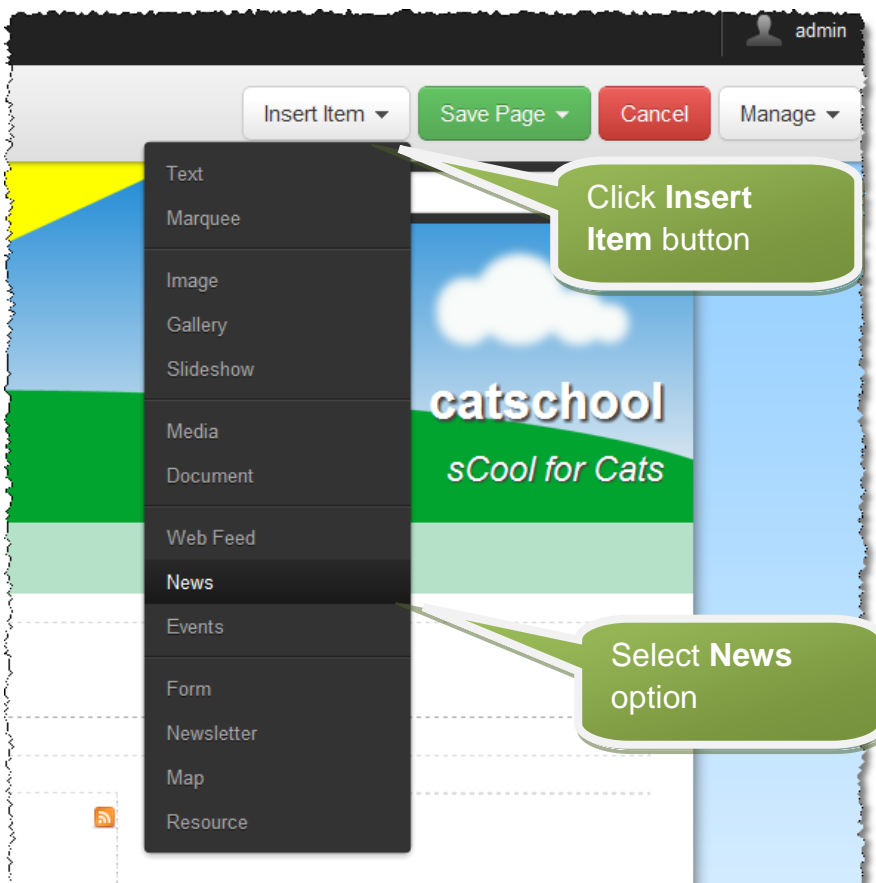 admin
Insert Item
Save Page
Cancel
Manage
Text
Marquee
Image
Gallery
Slideshow
Media
Document
Web Feed
News
Events
Form
Newsletter
Map
Resource
Click Insert
Item button
catschool
sCool for Cats
Select News
option